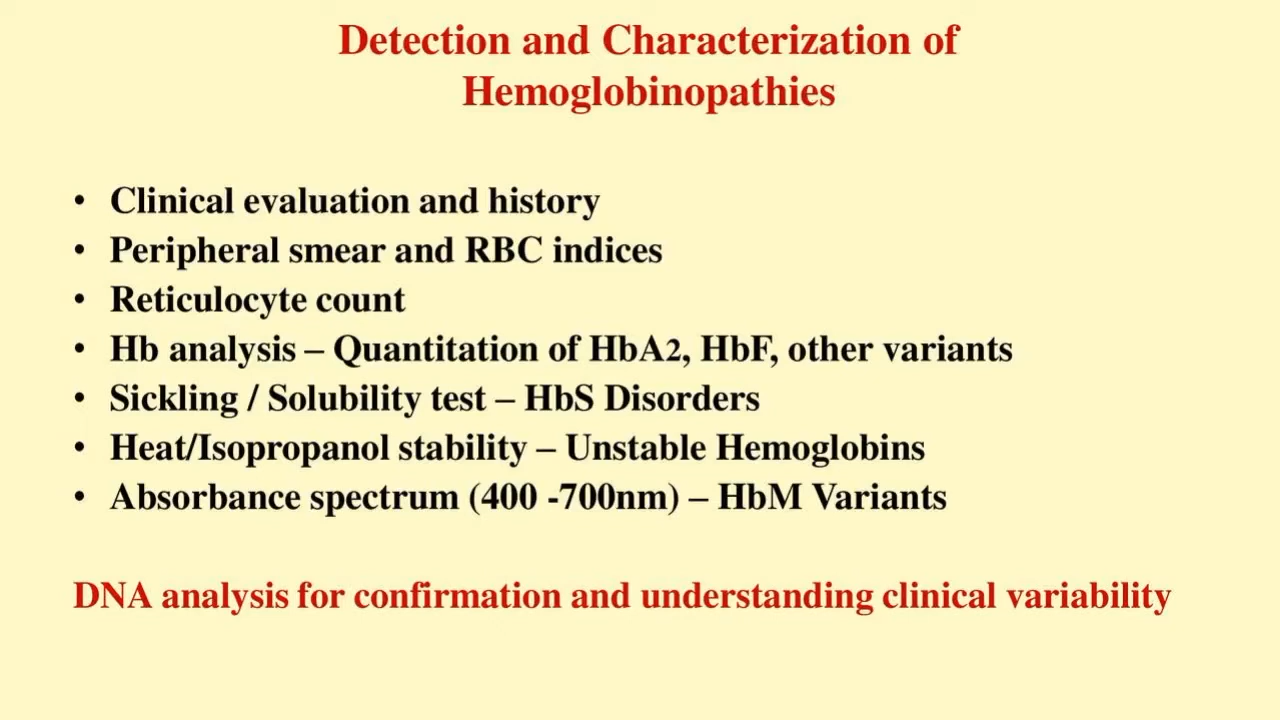 Detection and Characterization of
Hemoglobinopathies
• Clinical evaluation and history
• Peripheral smear and RBC indices
• Reticulocyte count
• Hb analysis – Quantitation of HbA2, HbF, other variants
• Sickling / Solubility test – HbS Disorders
• Heat/Isopropanol stability – Unstable Hemoglobins
• Absorbance spectrum (400 -700nm) – HbM Variants
DNA analysis for confirmation and understanding clinical variability